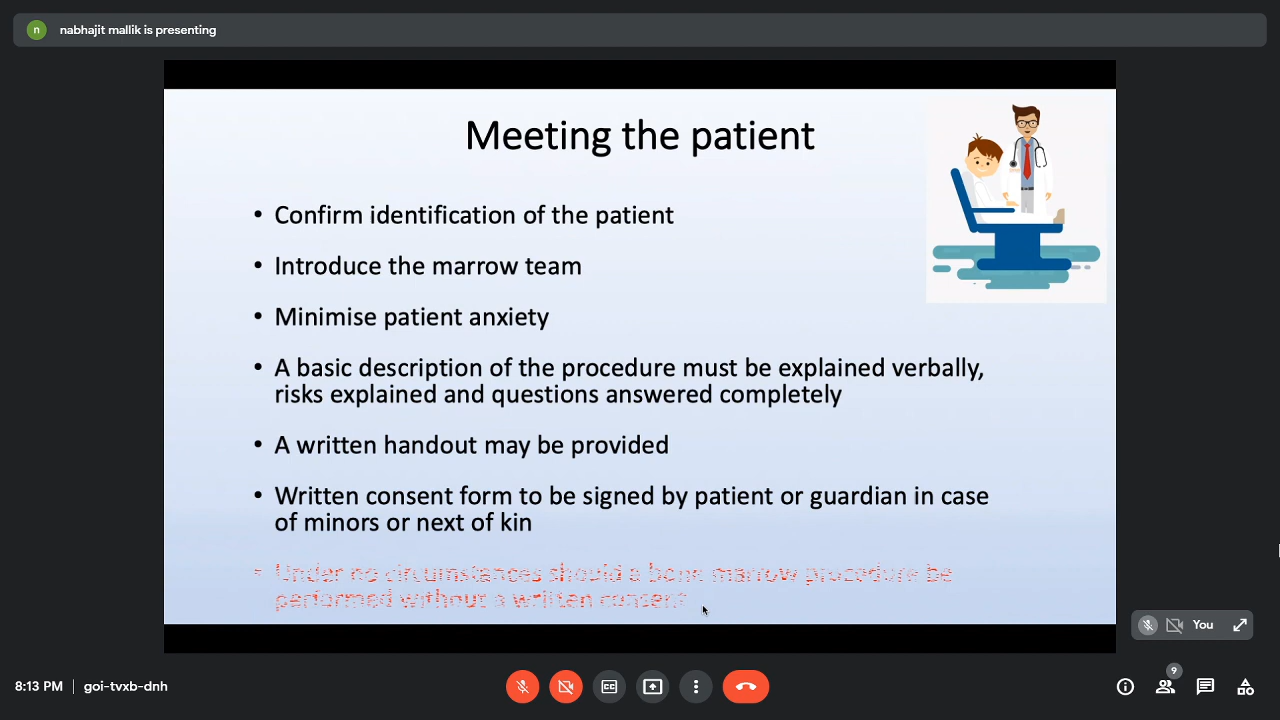 n nabhajit mallik is presenting
Meeting the patient
• Confirm identification of the patient
• Introduce the marrow team
• Minimise patient anxiety
• A basic description of the procedure must be explained verbally,
risks explained and questions answered completely
• A written handout may be provided
• Written consent form to be signed by patient or guardian in case
of minors or next of kin
• Under no circumstances should a bone marrow procedure be
performed without a written consent
You
8:13 PM | goi-tvxb-dnh
CC
9